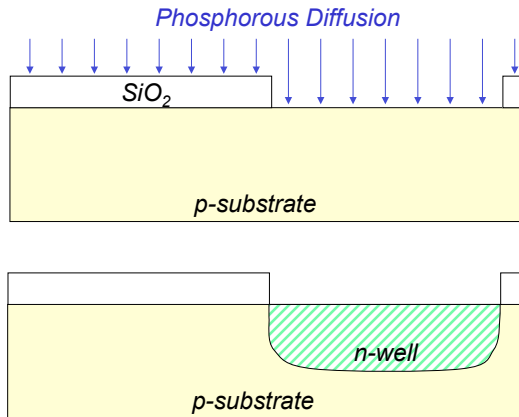 Phosphorous Diffusion
SiO₂
p-substrate
n-well
p-substrate